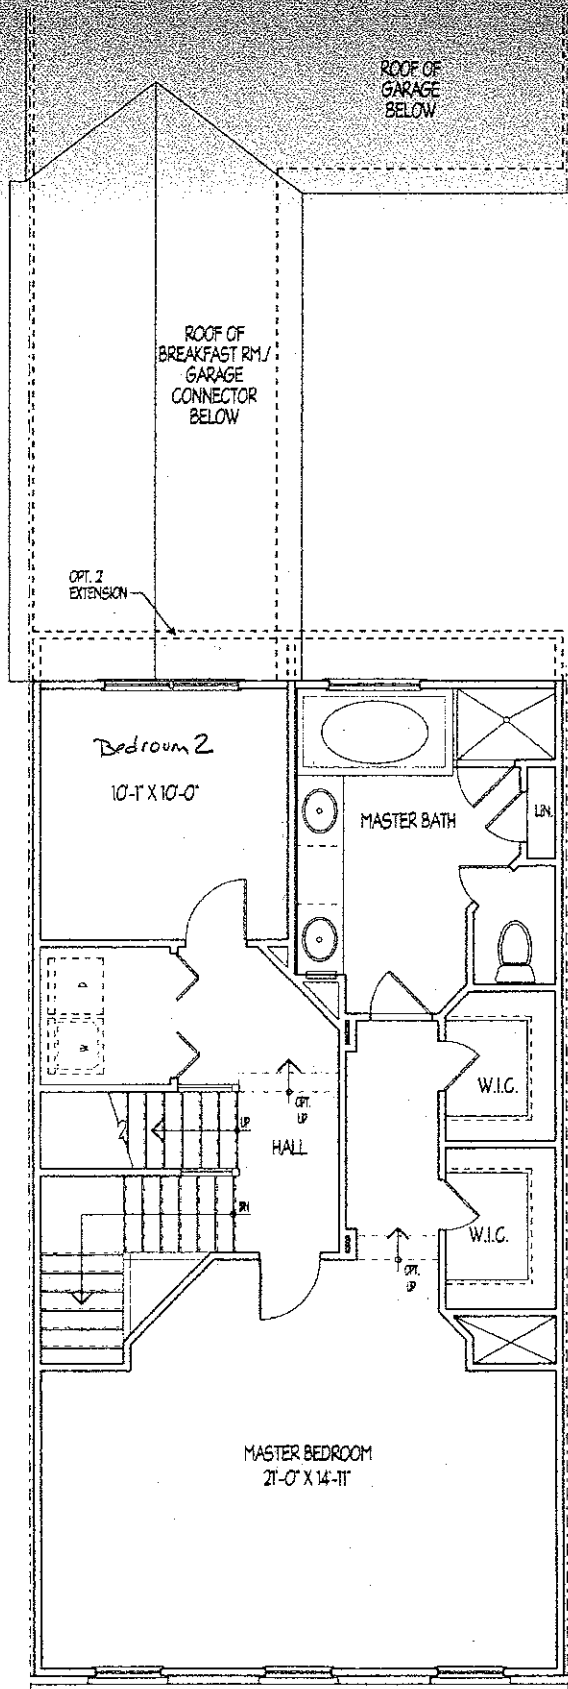 ROOF OF
GARAGE
BELOW
ROOF OF
BREAKFAST RM./
GARAGE
CONNECTOR
BELOW
OPT. 2
EXTENSION
Bedroom 2
10'-1" X 10'-0"
MASTER BATH
LIN.
D
W
W.I.C.
OPT.
UP
UP
HALL
DN
W.I.C.
OPT.
UP
MASTER BEDROOM
21'-0" X 14'-11"